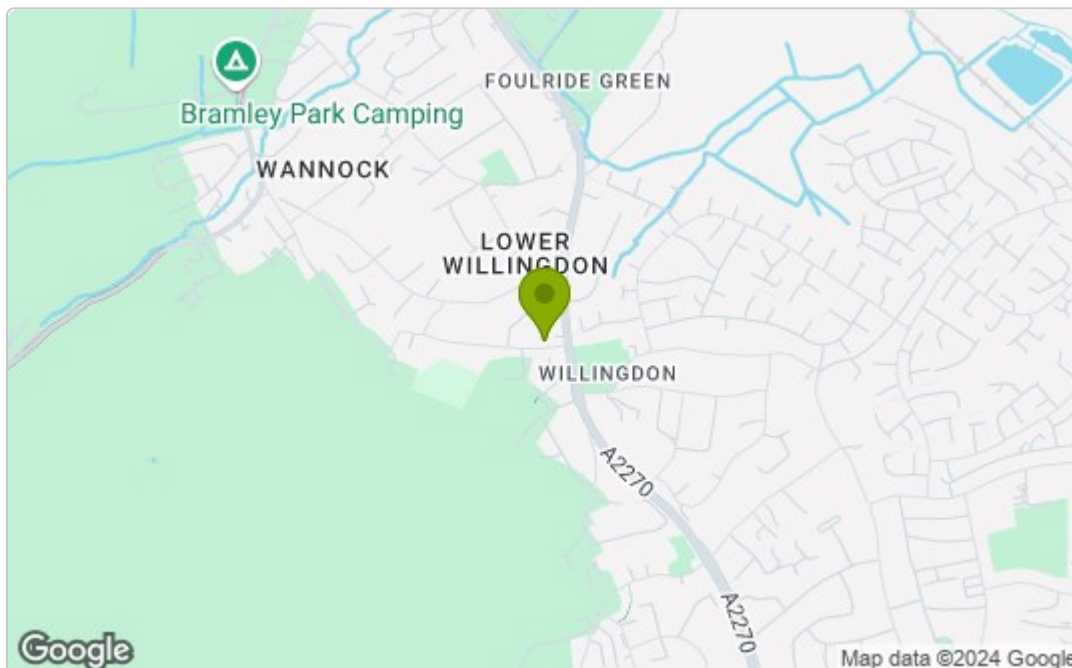 FOULRIDE GREEN
Bramley Park Camping
WANNOCK
LOWER
WILLINGDON
WILLINGDON
A2270
A2270
Google
Map data ©2024 Google